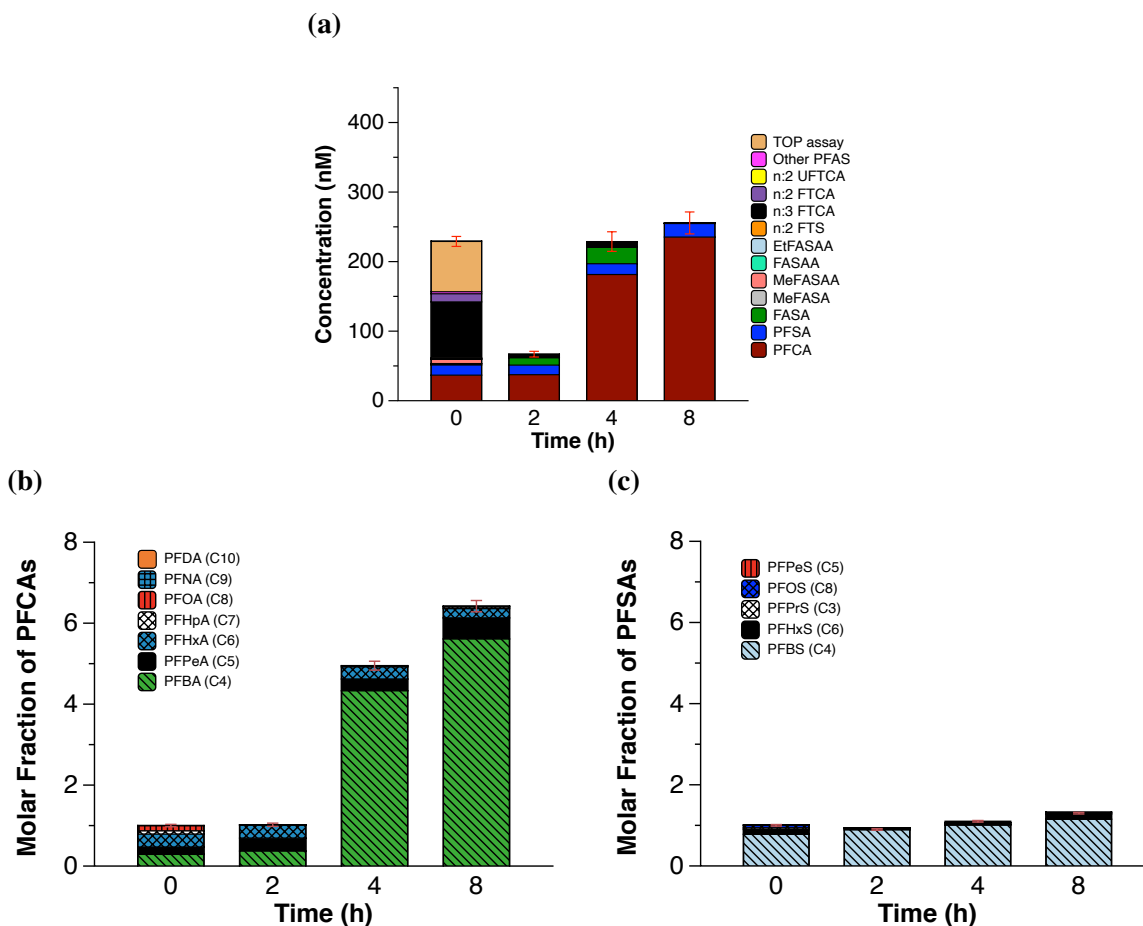 (a)
Concentration (nM)
400
300
200
100
0
0 2 4 8
Time (h)
TOP assay
Other PFAS
n:2 UFTCA
n:2 FTCA
n:3 FTCA
n:2 FTS
EtFASAA
FASAA
MeFASAA
MeFASA
FASA
PFSA
PFCA
(b)
Molar Fraction of PFCAs
8
6
4
2
0
0 2 4 8
Time (h)
PFDA (C10)
PFNA (C9)
PFOA (C8)
PFHpA (C7)
PFHxA (C6)
PFPeA (C5)
PFBA (C4)
(c)
Molar Fraction of PFSAs
8
6
4
2
0
0 2 4 8
Time (h)
PFPeS (C5)
PFOS (C8)
PFPrS (C3)
PFHxS (C6)
PFBS (C4)